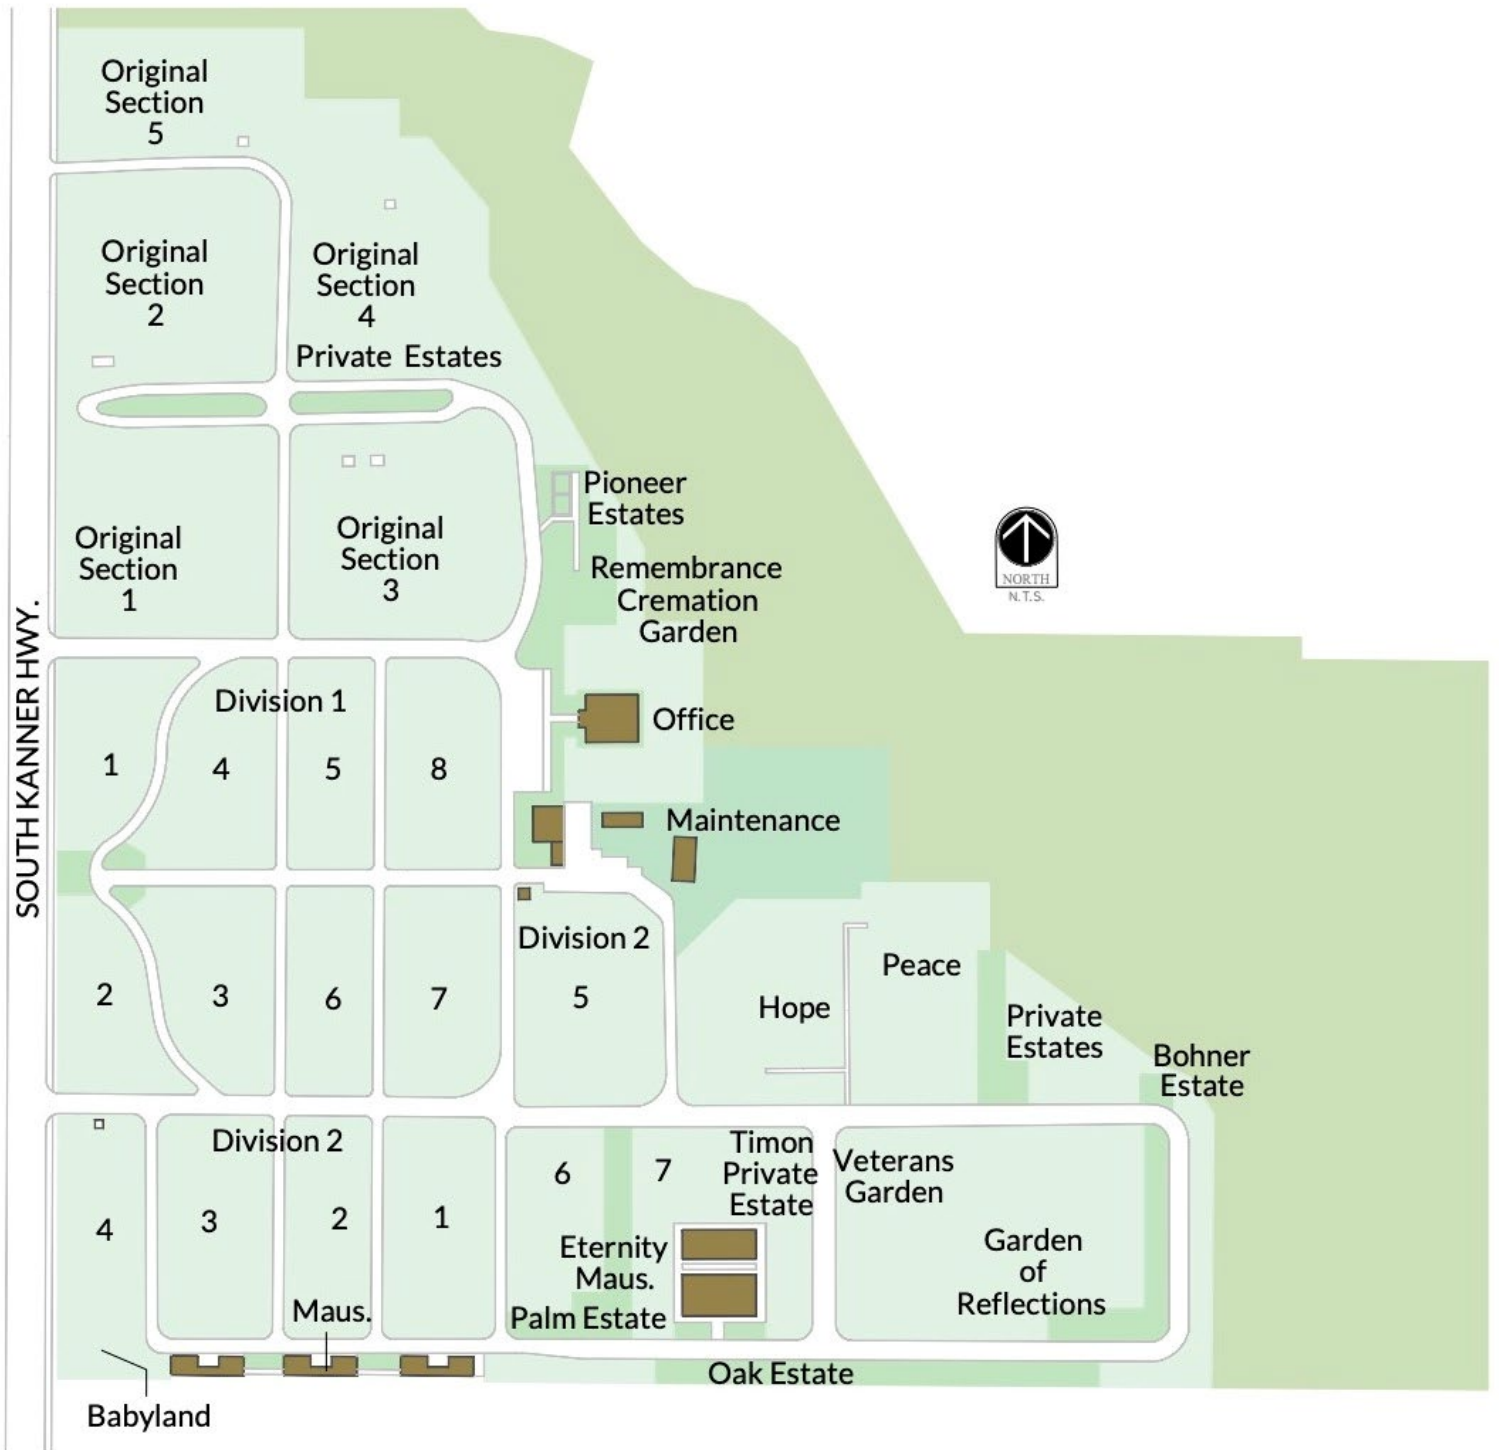 Original
Section
5
Original
Section
2
Original
Section
4
Private Estates
Original
Section
1
Original
Section
3
Pioneer
Estates
Remembrance
Cremation
Garden
NORTH
N.T.S.
SOUTH KANNER HWY.
Division 1
1
4
5
8
Office
Maintenance
2
3
6
7
Division 2
5
Hope
Peace
Private
Estates
Bohner
Estate
Division 2
4
3
2
1
6
7
Timon
Private
Estate
Veterans
Garden
Eternity
Maus.
Garden
of
Reflections
Maus.
Palm Estate
Oak Estate
Babyland